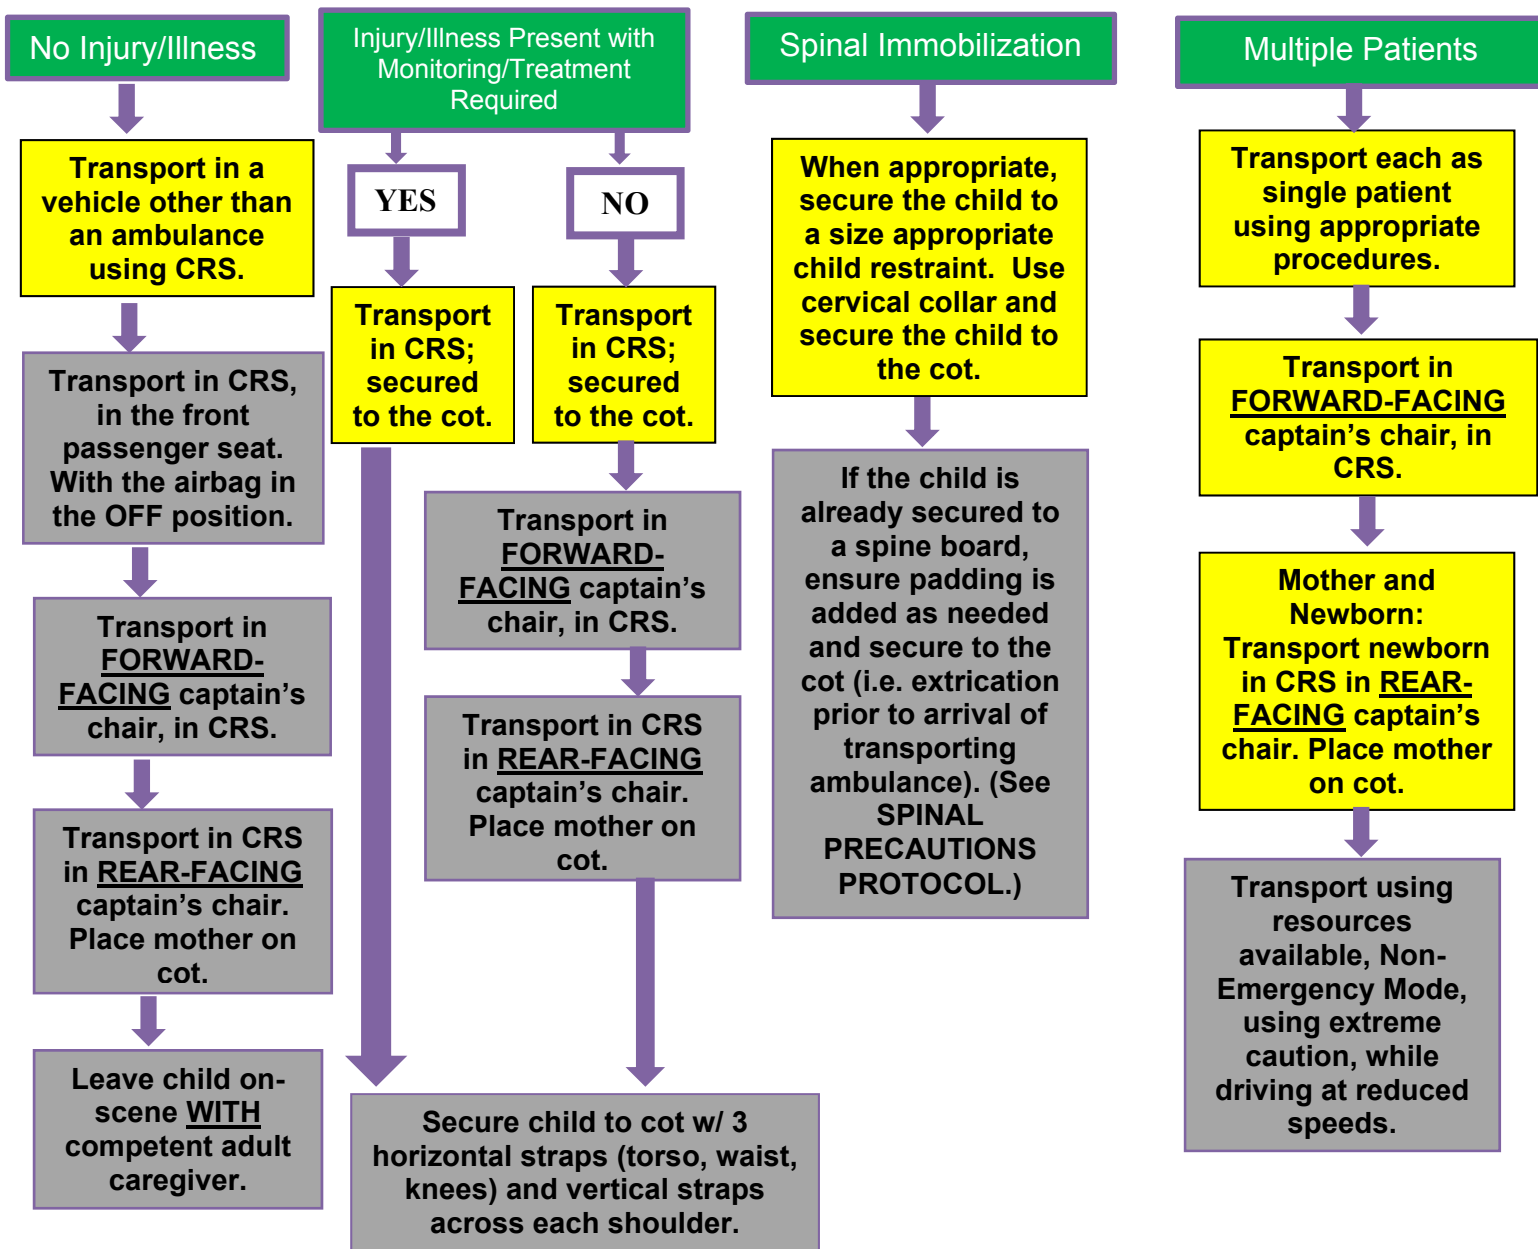 No Injury/Illness
Transport in a
vehicle other than
an ambulance
using CRS.
Transport in CRS,
in the front
passenger seat.
With the airbag in
the OFF position.
Transport in
FORWARD-
FACING captain’s
chair, in CRS.
Transport in CRS
in REAR-FACING
captain’s chair.
Place mother on
cot.
Leave child on-
scene WITH
competent adult
caregiver.
Injury/Illness Present with
Monitoring/Treatment
Required
YES
Transport
in CRS;
secured
to the cot.
NO
Transport
in CRS;
secured
to the cot.
Transport in
FORWARD-
FACING captain’s
chair, in CRS.
Transport in CRS
in REAR-FACING
captain’s chair.
Place mother on
cot.
Secure child to cot w/ 3
horizontal straps (torso, waist,
knees) and vertical straps
across each shoulder.
Spinal Immobilization
When appropriate,
secure the child to
a size appropriate
child restraint.  Use
cervical collar and
secure the child to
the cot.
If the child is
already secured to
a spine board,
ensure padding is
added as needed
and secure to the
cot (i.e. extrication
prior to arrival of
transporting
ambulance). (See
SPINAL
PRECAUTIONS
PROTOCOL.)
Multiple Patients
Transport each as
single patient
using appropriate
procedures.
Transport in
FORWARD-FACING
captain’s chair, in
CRS.
Mother and
Newborn:
Transport newborn
in CRS in REAR-
FACING captain’s
chair. Place mother
on cot.
Transport using
resources
available, Non-
Emergency Mode,
using extreme
caution, while
driving at reduced
speeds.